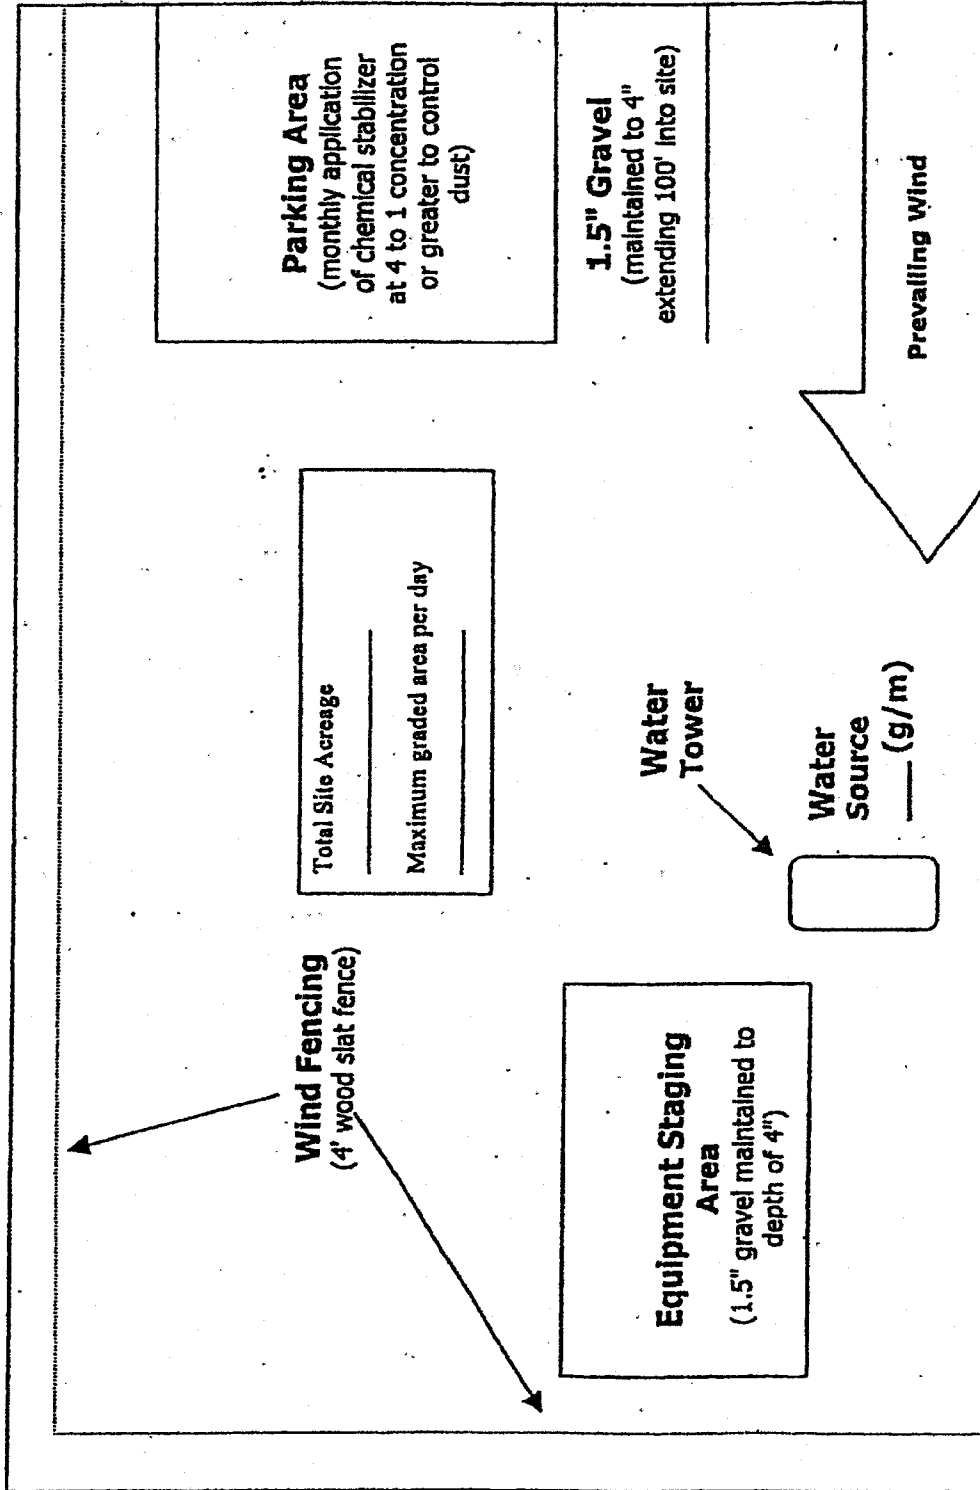 Parking Area
(monthly application
of chemical stabilizer
at 4 to 1 concentration
or greater to control
dust)
1.5" Gravel
(maintained to 4"
extending 100' into site)
Prevailing Wind
Total Site Acreage
Maximum graded area per day
Water
Tower
Water
Source
(g/m)
Wind Fencing
(4' wood slat fence)
Equipment Staging
Area
(1.5" gravel maintained to
depth of 4")